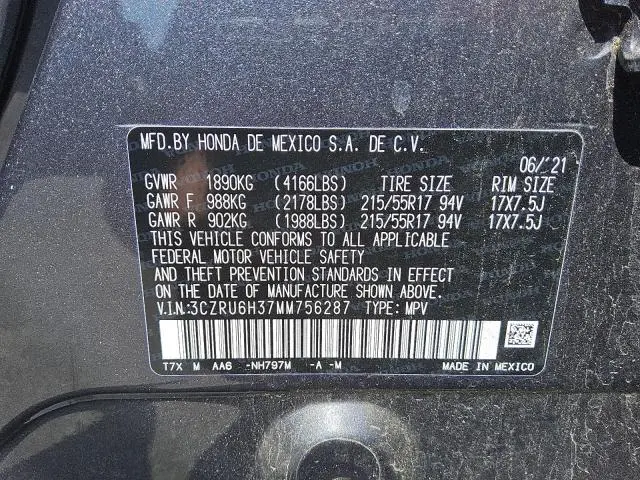 MFD.BY HONDA DE MEXICO S.A. DE C.V.
06/21
GVWR 1890KG (4166LBS) TIRE SIZE RIM SIZE
GAWR F 988KG (2178LBS) 215/55R17 94V 17X7.5J
GAWR R 902KG (1988LBS) 215/55R17 94V 17X7.5J
THIS VEHICLE CONFORMS TO ALL APPLICABLE
FEDERAL MOTOR VEHICLE SAFETY
AND THEFT PREVENTION STANDARDS IN EFFECT
ON THE DATE OF MANUFACTURE SHOWN ABOVE.
V.I.N:3CZRU6H37MM756287 TYPE: MPV
T7X M AA6 -NH797M -A -M
MADE IN MEXICO